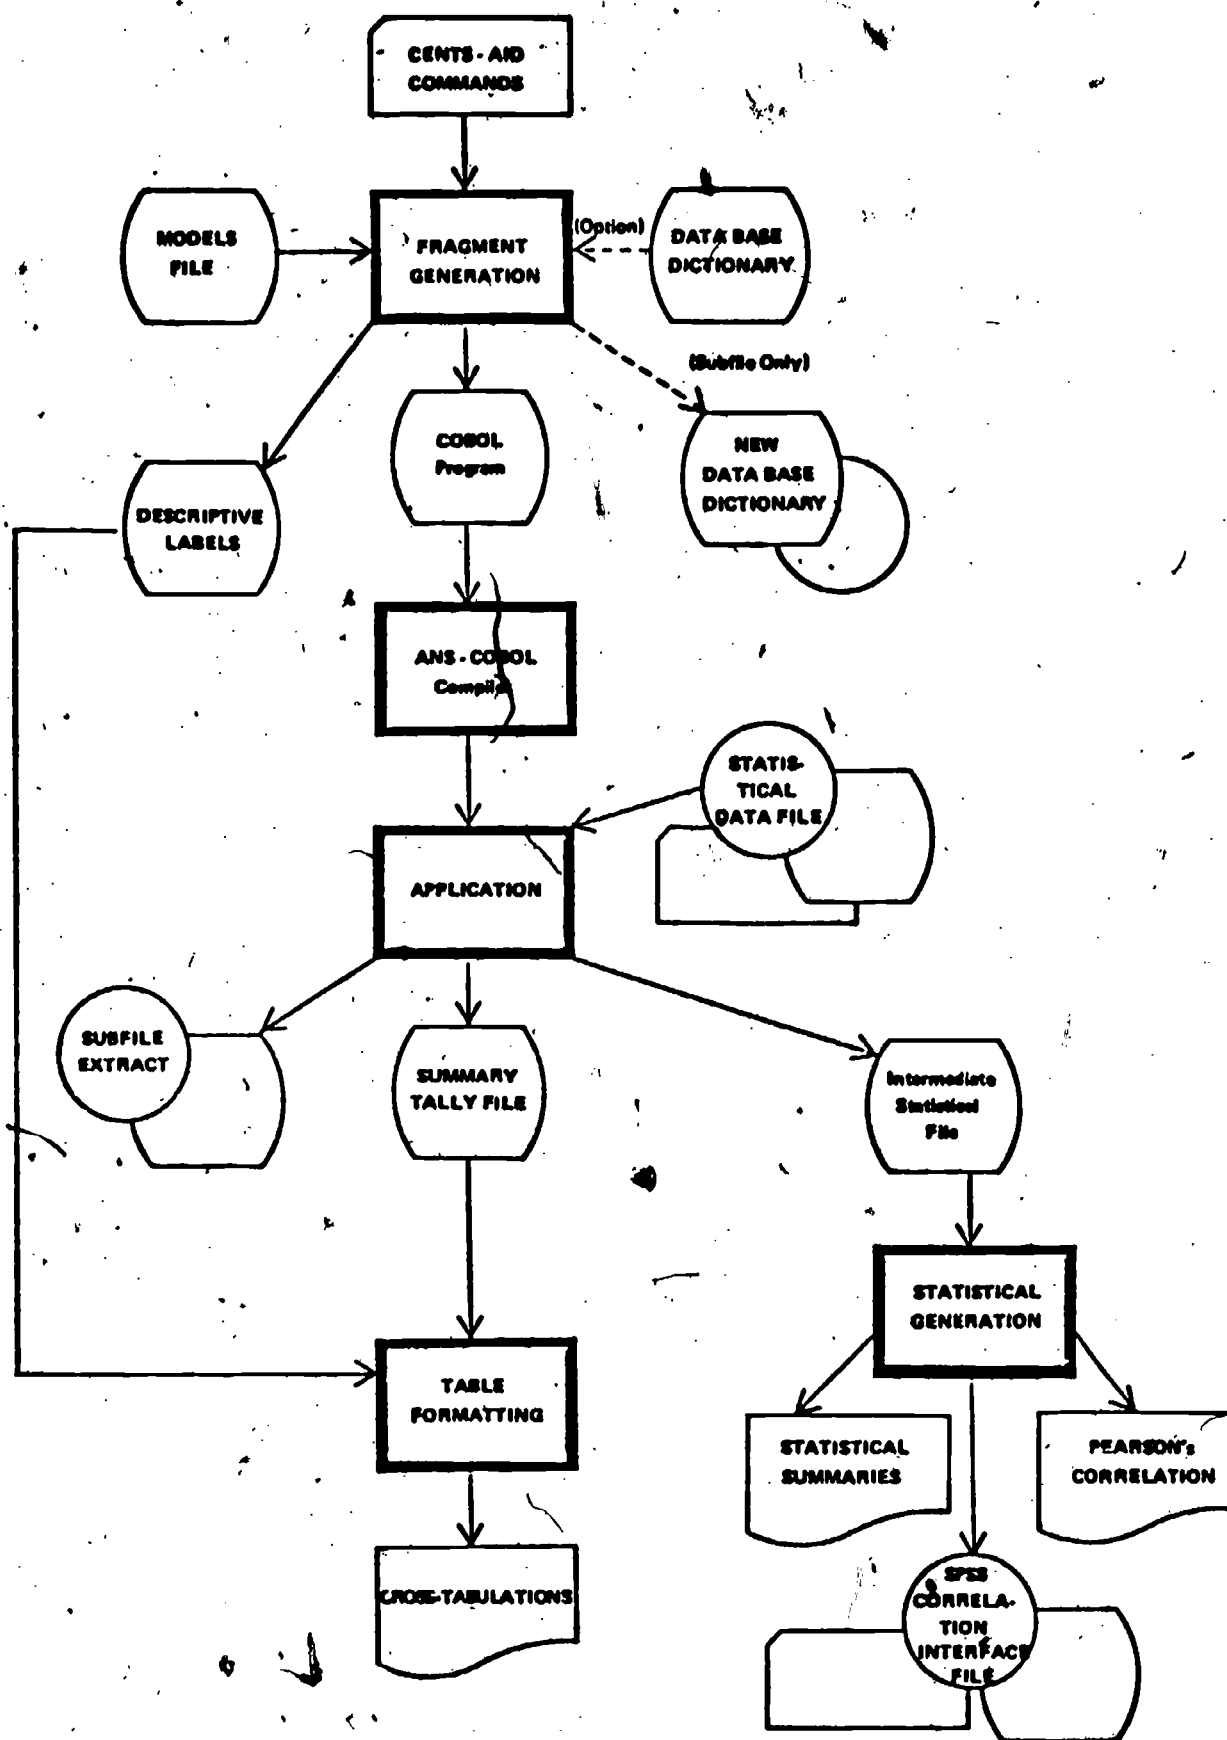 CENTS-AID
COMMANDS
MODELS
FILE
FRAGMENT
GENERATION
(Option)
DATA BASE
DICTIONARY
(Subfile Only)
COBOL
Program
NEW
DATA BASE
DICTIONARY
DESCRIPTIVE
LABELS
ANS-COBOL
Compiler
STATIS-
TICAL
DATA FILE
APPLICATION
SUBFILE
EXTRACT
SUMMARY
TALLY FILE
Intermediate
Statistical
File
STATISTICAL
GENERATION
TABLE
FORMATTING
STATISTICAL
SUMMARIES
PEARSON's
CORRELATION
CROSS-TABULATIONS
SPSS
CORRELA-
TION
INTERFACE
FILE